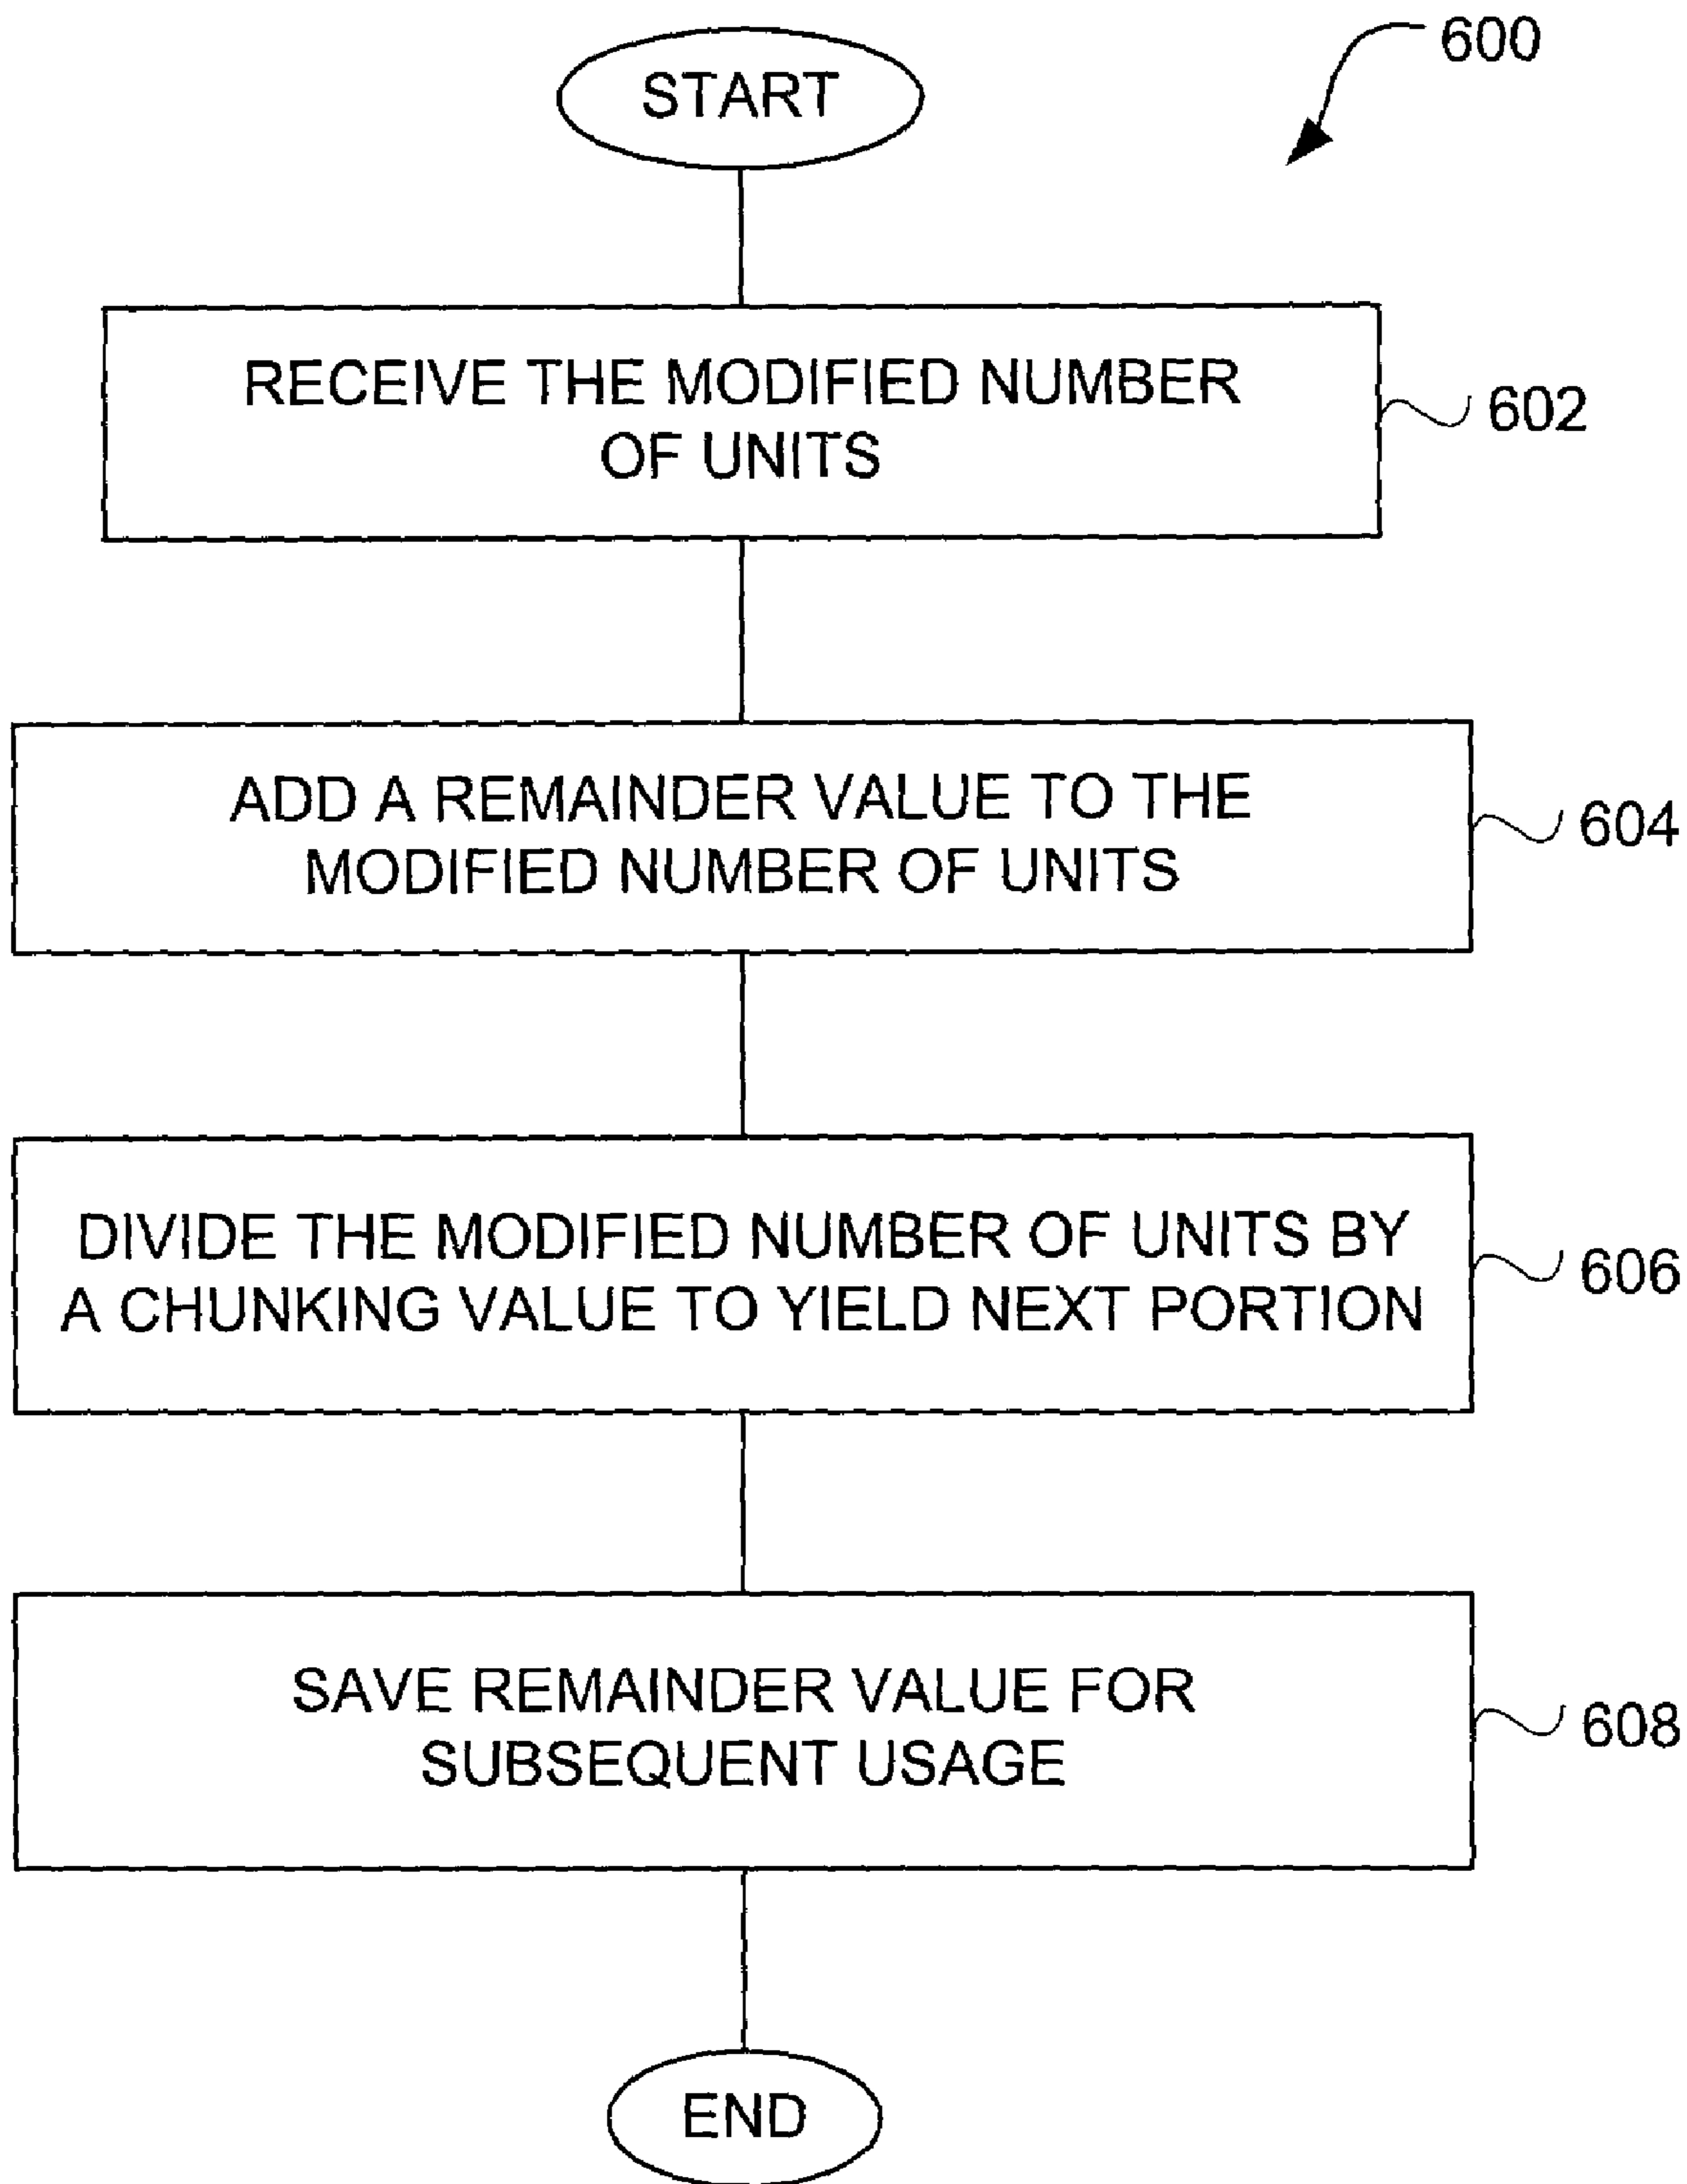 600
START
RECEIVE THE MODIFIED NUMBER
OF UNITS
602
ADD A REMAINDER VALUE TO THE
MODIFIED NUMBER OF UNITS
604
DIVIDE THE MODIFIED NUMBER OF UNITS BY
A CHUNKING VALUE TO YIELD NEXT PORTION
606
SAVE REMAINDER VALUE FOR
SUBSEQUENT USAGE
608
END